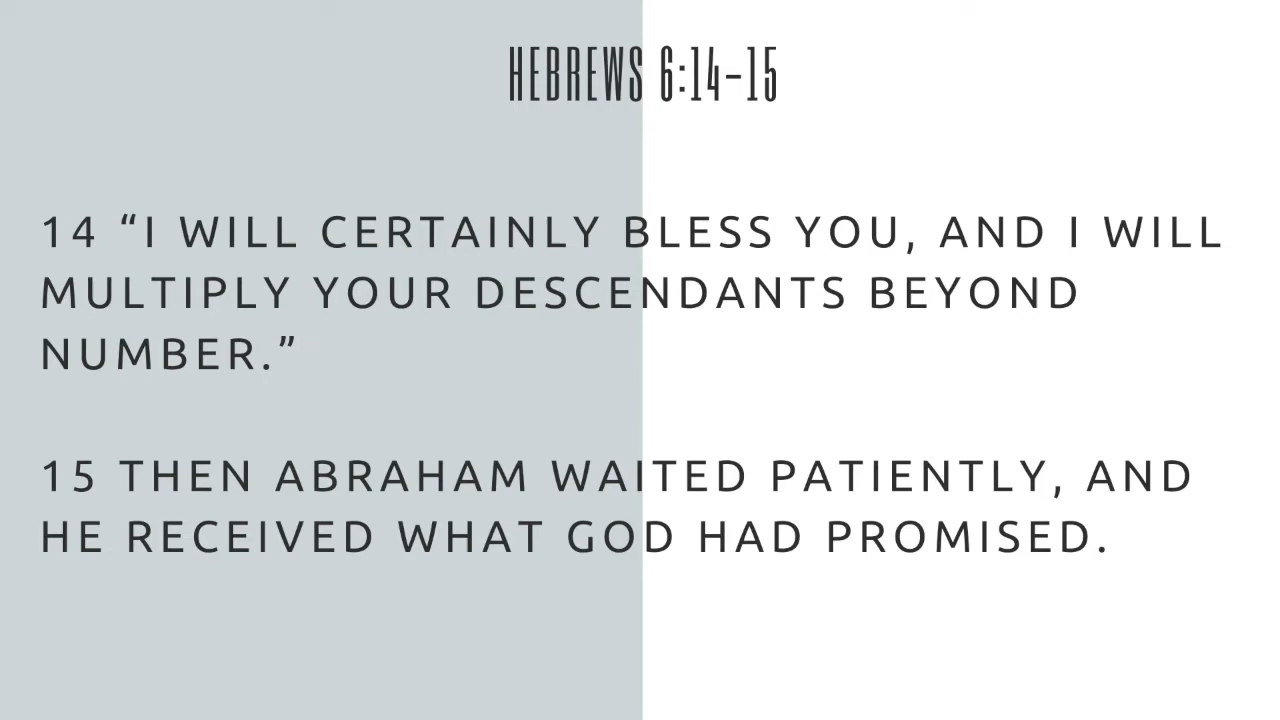 HEBREWS 6:14-15
14 “I WILL CERTAINLY BLESS YOU, AND I WILL
MULTIPLY YOUR DESCENDANTS BEYOND
NUMBER.”
15 THEN ABRAHAM WAITED PATIENTLY, AND
HE RECEIVED WHAT GOD HAD PROMISED.